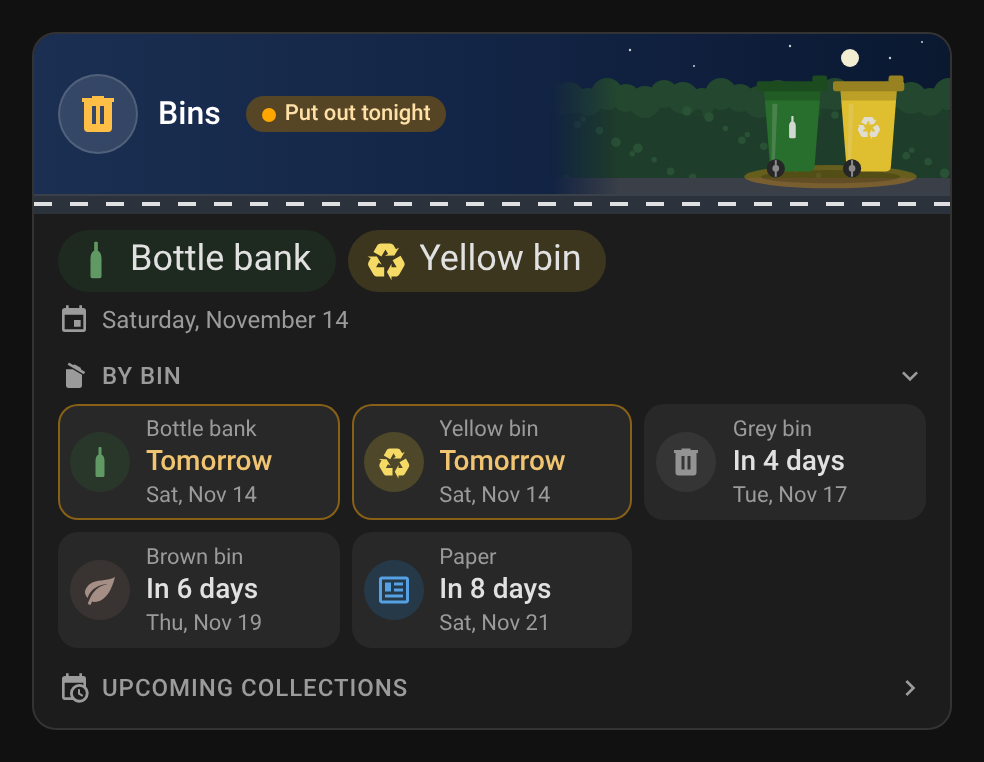 Bins
Put out tonight
Bottle bank
Yellow bin
Saturday, November 14
BY BIN
Bottle bank
Tomorrow
Sat, Nov 14
Yellow bin
Tomorrow
Sat, Nov 14
Grey bin
In 4 days
Tue, Nov 17
Brown bin
In 6 days
Thu, Nov 19
Paper
In 8 days
Sat, Nov 21
UPCOMING COLLECTIONS